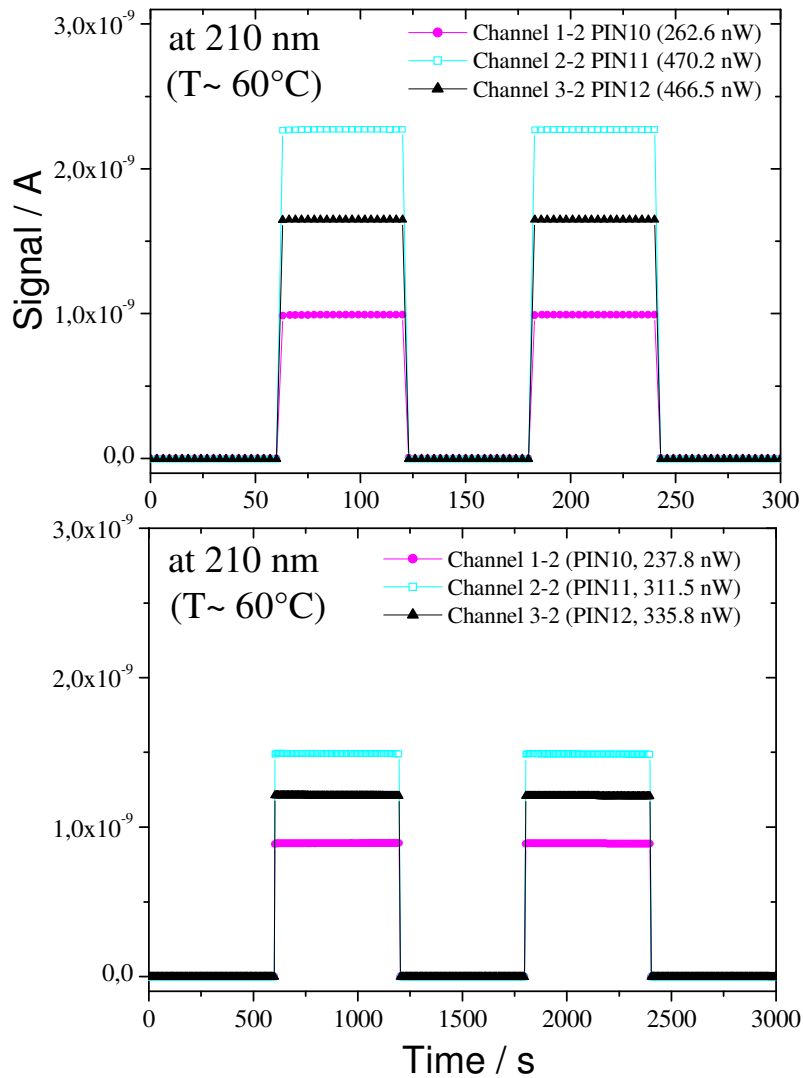 3,0x10⁻⁹
2,0x10⁻⁹
1,0x10⁻⁹
0,0
Signal / A
at 210 nm
(T~ 60°C)
Channel 1-2 PIN10 (262.6 nW)
Channel 2-2 PIN11 (470.2 nW)
Channel 3-2 PIN12 (466.5 nW)
0 50 100 150 200 250 300
3,0x10⁻⁹
2,0x10⁻⁹
1,0x10⁻⁹
0,0
at 210 nm
(T~ 60°C)
Channel 1-2 (PIN10, 237.8 nW)
Channel 2-2 (PIN11, 311.5 nW)
Channel 3-2 (PIN12, 335.8 nW)
0 500 1000 1500 2000 2500 3000
Time / s